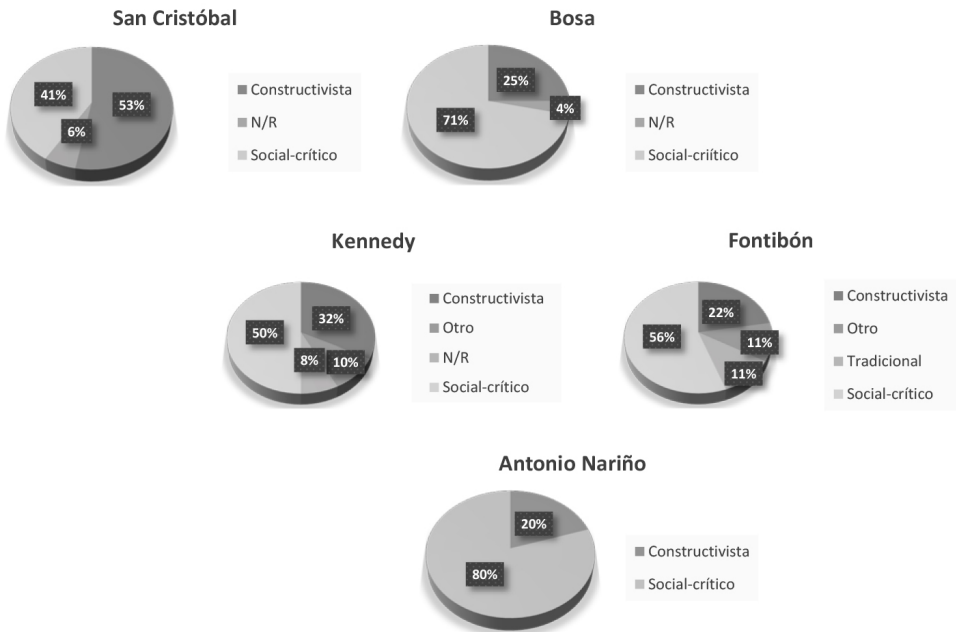 San Cristóbal
41%
53%
6%
Constructivista
N/R
Social-crítico
Bosa
25%
4%
71%
Constructivista
N/R
Social-criítico
Kennedy
32%
50%
8%
10%
Constructivista
Otro
N/R
Social-crítico
Fontibón
22%
56%
11%
11%
Constructivista
Otro
Tradicional
Social-crítico
Antonio Nariño
20%
80%
Constructivista
Social-crítico